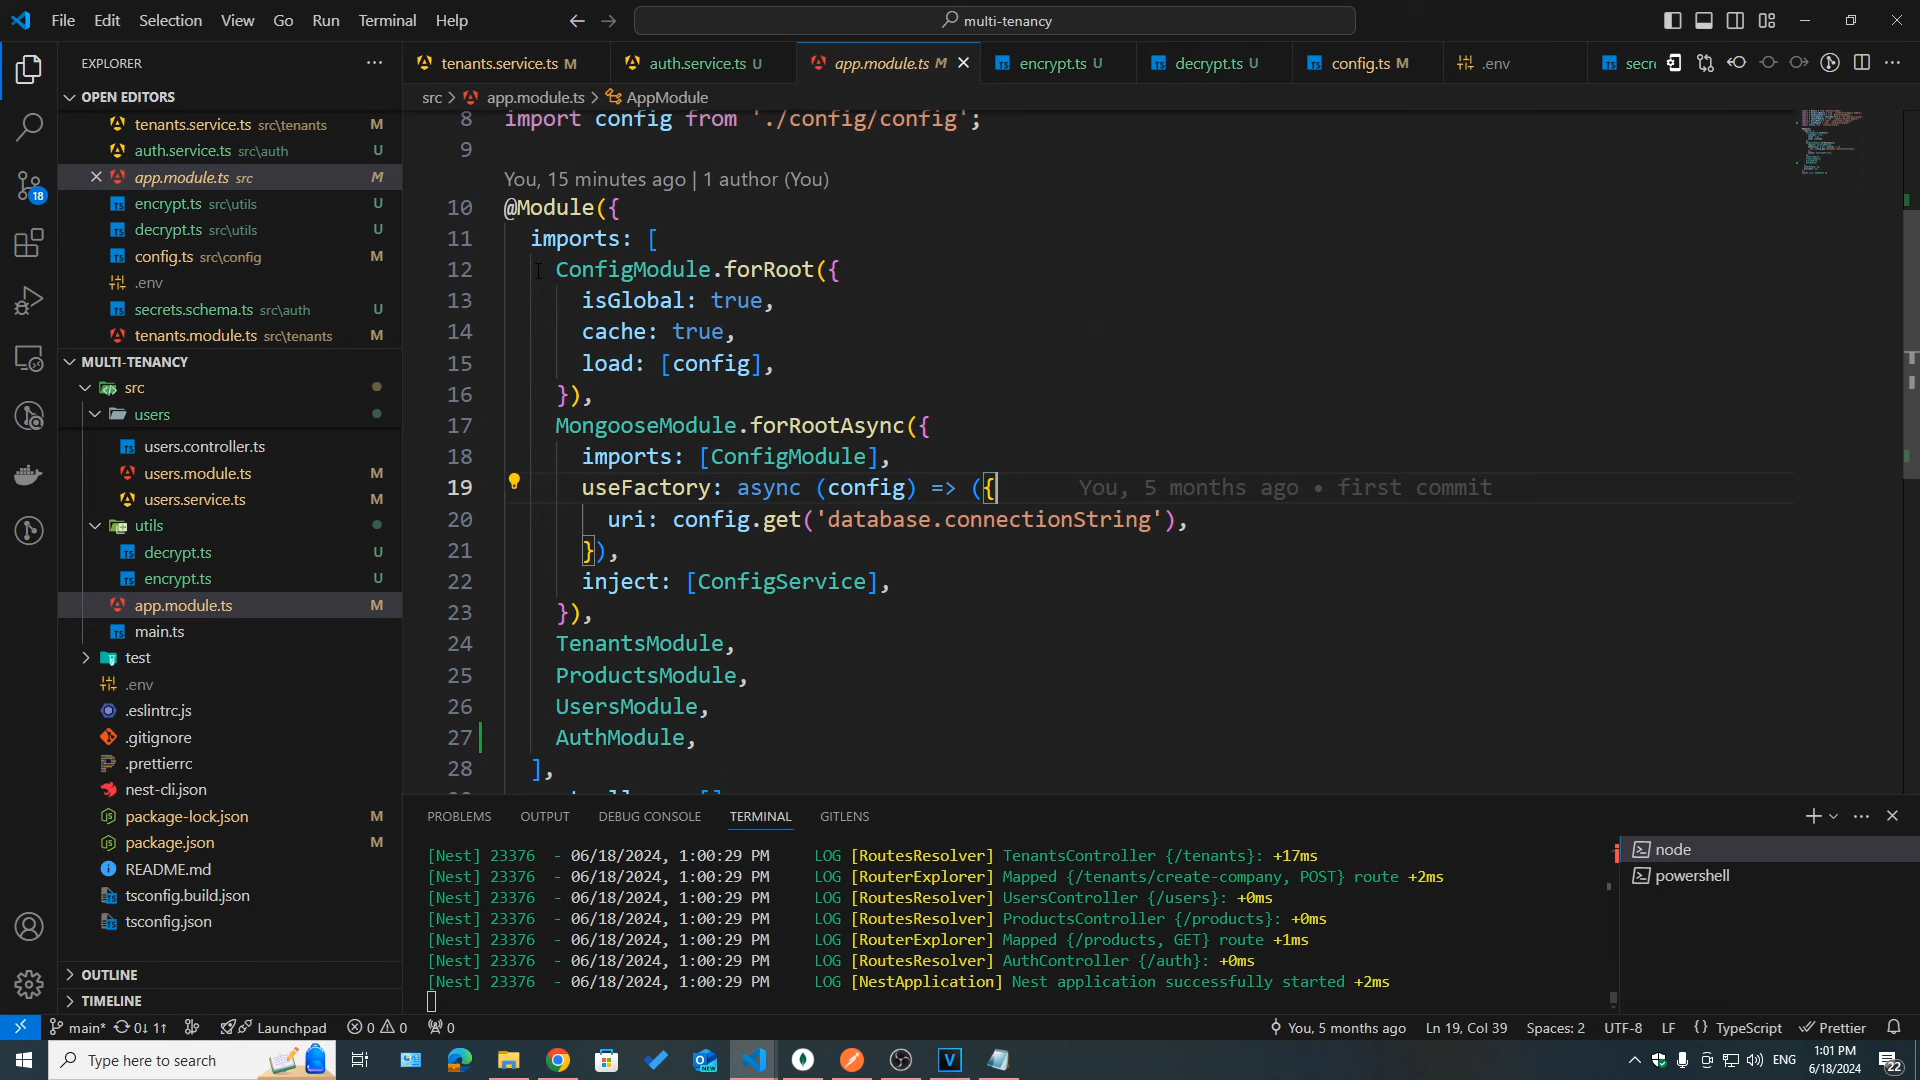 File Edit Selection View Go Run Terminal Help
multi-tenancy
EXPLORER
OPEN EDITORS
tenants.service.ts src\tenants M
auth.service.ts src\auth U
app.module.ts src M
encrypt.ts src\utils U
decrypt.ts src\utils U
config.ts src\config M
.env
secrets.schema.ts src\auth U
tenants.module.ts src\tenants M
MULTI-TENANCY
src
users
users.controller.ts
users.module.ts M
users.service.ts M
utils
decrypt.ts U
encrypt.ts U
app.module.ts M
main.ts
test
.env
.eslintrc.js
.gitignore
.prettierrc
nest-cli.json
package-lock.json M
package.json M
README.md
tsconfig.build.json
tsconfig.json
OUTLINE
TIMELINE
18
tenants.service.ts M auth.service.ts U app.module.ts M encrypt.ts U decrypt.ts U config.ts M .env secre
src > app.module.ts > AppModule
8 import config from './config/config';
9
You, 15 minutes ago | 1 author (You)
10 @Module({
11 imports: [
12 ConfigModule.forRoot({
13 isGlobal: true,
14 cache: true,
15 load: [config],
16 }),
17 MongooseModule.forRootAsync({
18 imports: [ConfigModule],
19 useFactory: async (config) => ({ You, 5 months ago • first commit
20 uri: config.get('database.connectionString'),
21 }),
22 inject: [ConfigService],
23 }),
24 TenantsModule,
25 ProductsModule,
26 UsersModule,
27 AuthModule,
28 ],
PROBLEMS OUTPUT DEBUG CONSOLE TERMINAL GITLENS
[Nest] 23376 - 06/18/2024, 1:00:29 PM LOG [RoutesResolver] TenantsController {/tenants}: +17ms
[Nest] 23376 - 06/18/2024, 1:00:29 PM LOG [RouterExplorer] Mapped {/tenants/create-company, POST} route +2ms
[Nest] 23376 - 06/18/2024, 1:00:29 PM LOG [RoutesResolver] UsersController {/users}: +0ms
[Nest] 23376 - 06/18/2024, 1:00:29 PM LOG [RoutesResolver] ProductsController {/products}: +0ms
[Nest] 23376 - 06/18/2024, 1:00:29 PM LOG [RouterExplorer] Mapped {/products, GET} route +1ms
[Nest] 23376 - 06/18/2024, 1:00:29 PM LOG [RoutesResolver] AuthController {/auth}: +0ms
[Nest] 23376 - 06/18/2024, 1:00:29 PM LOG [NestApplication] Nest application successfully started +2ms
node
powershell
main* 0↓ 1↑ Launchpad 0 0 0 You, 5 months ago Ln 19, Col 39 Spaces: 2 UTF-8 LF {} TypeScript Prettier
Type here to search
ENG
1:01 PM
6/18/2024
22